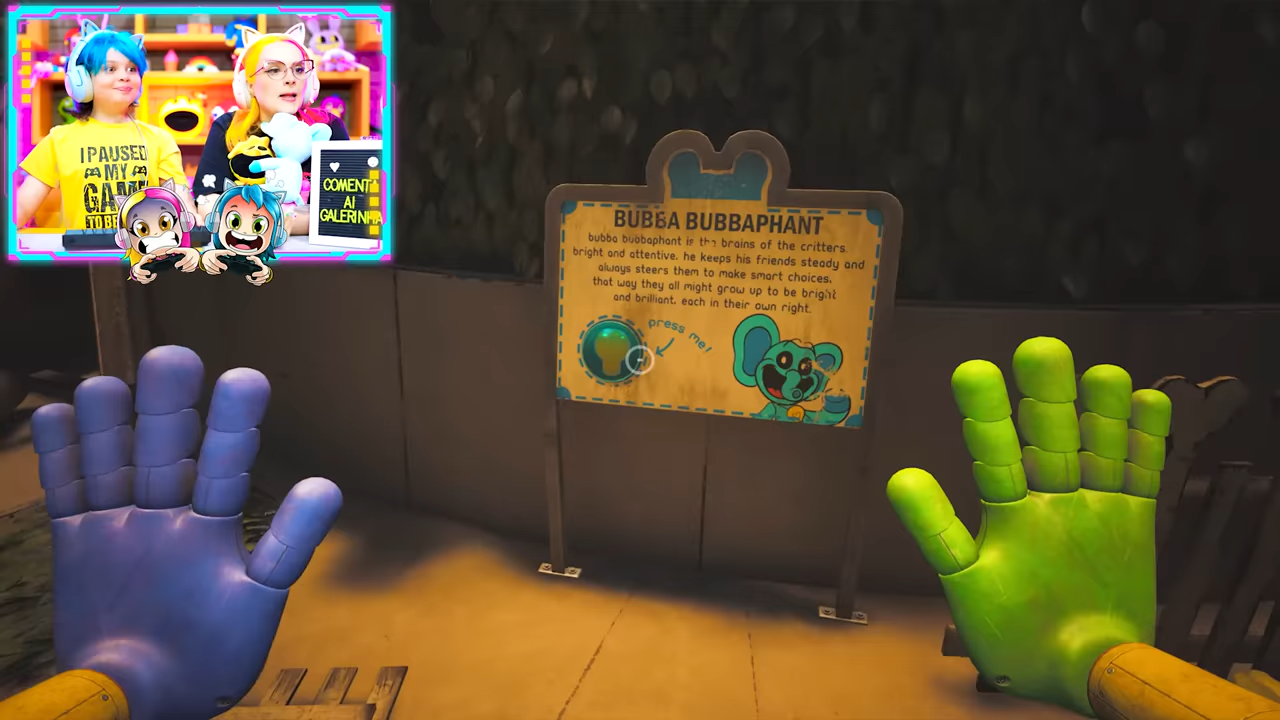 I PAUSED
MY
GAME
TO BE
COMENTA
AI
GALERINHA
BUBBA BUBBAPHANT
bubba bubbaphant is the brains of the critters.
bright and attentive. he keeps his friends steady and
always steers them to make smart choices.
that way they all might grow up to be bright
and brilliant. each in their own right.
press me!